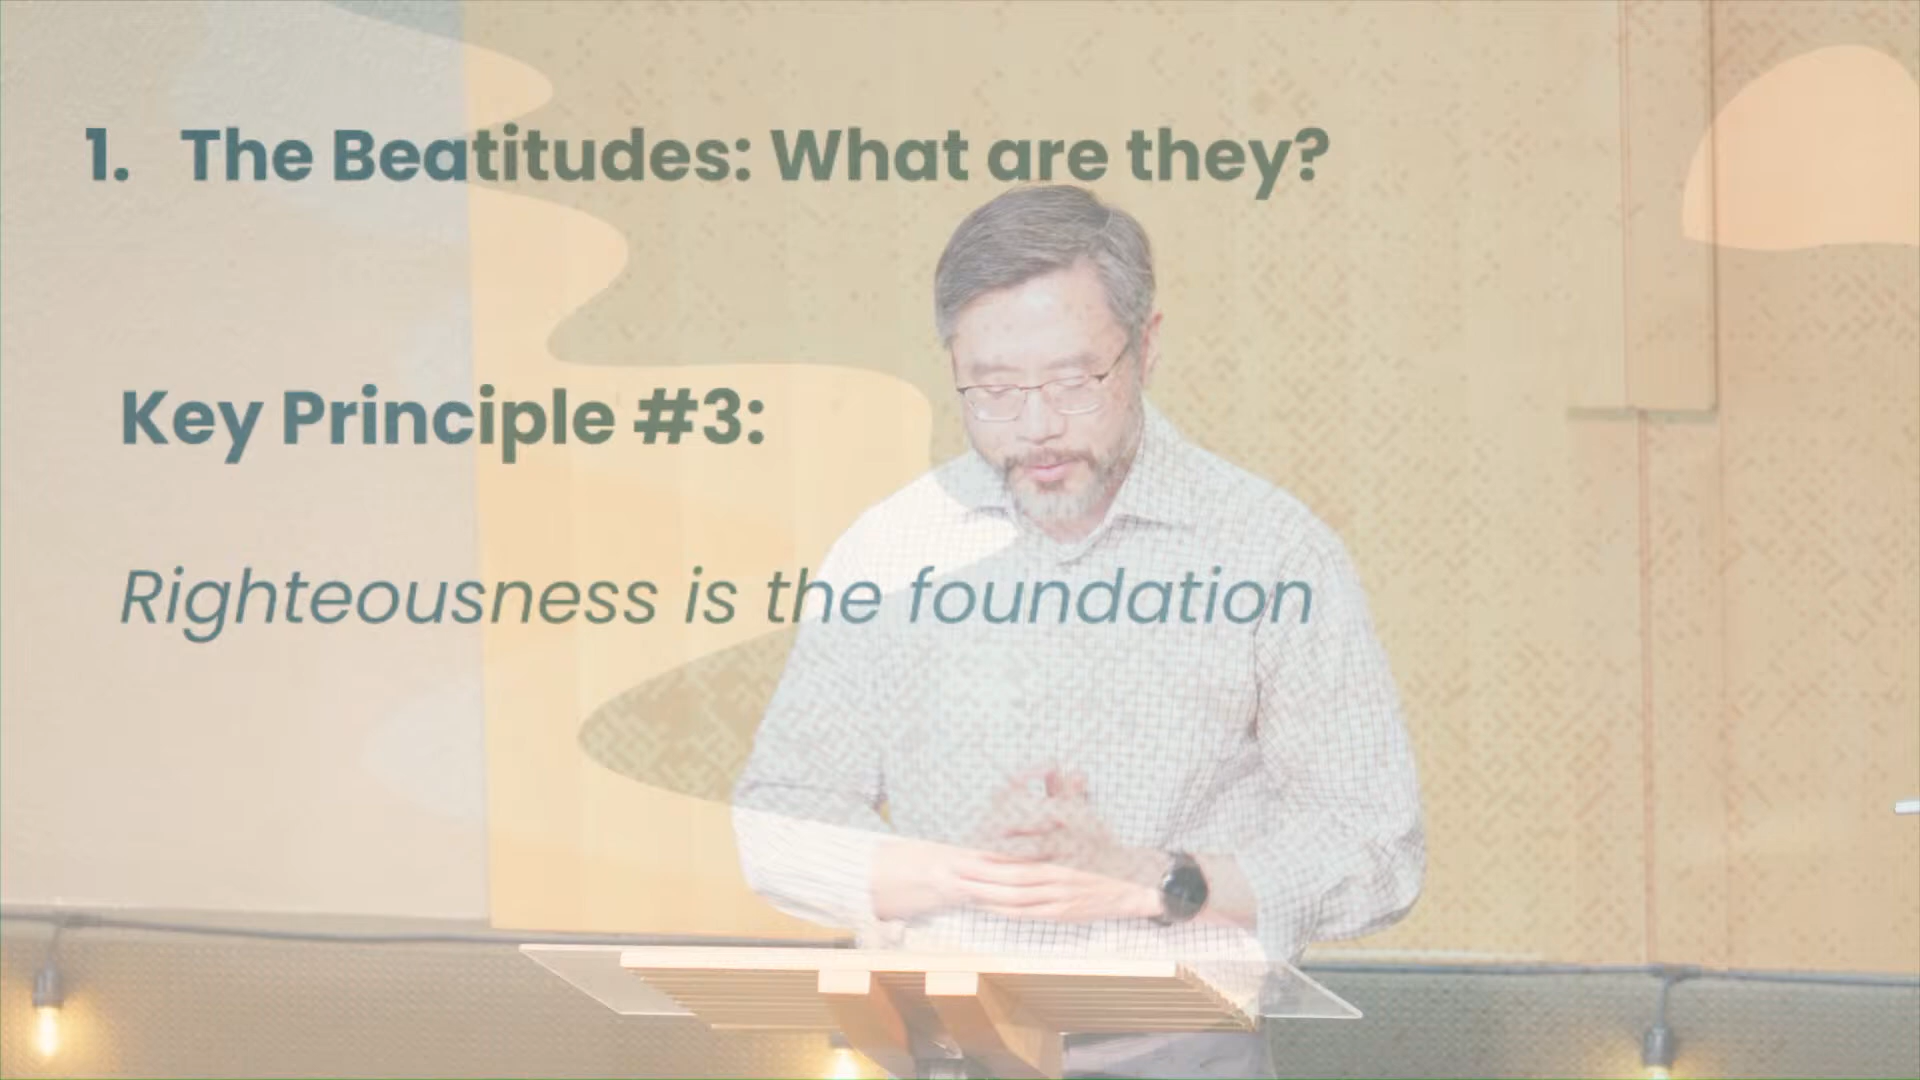 1. The Beatitudes: What are they?
Key Principle #3:
Righteousness is the foundation